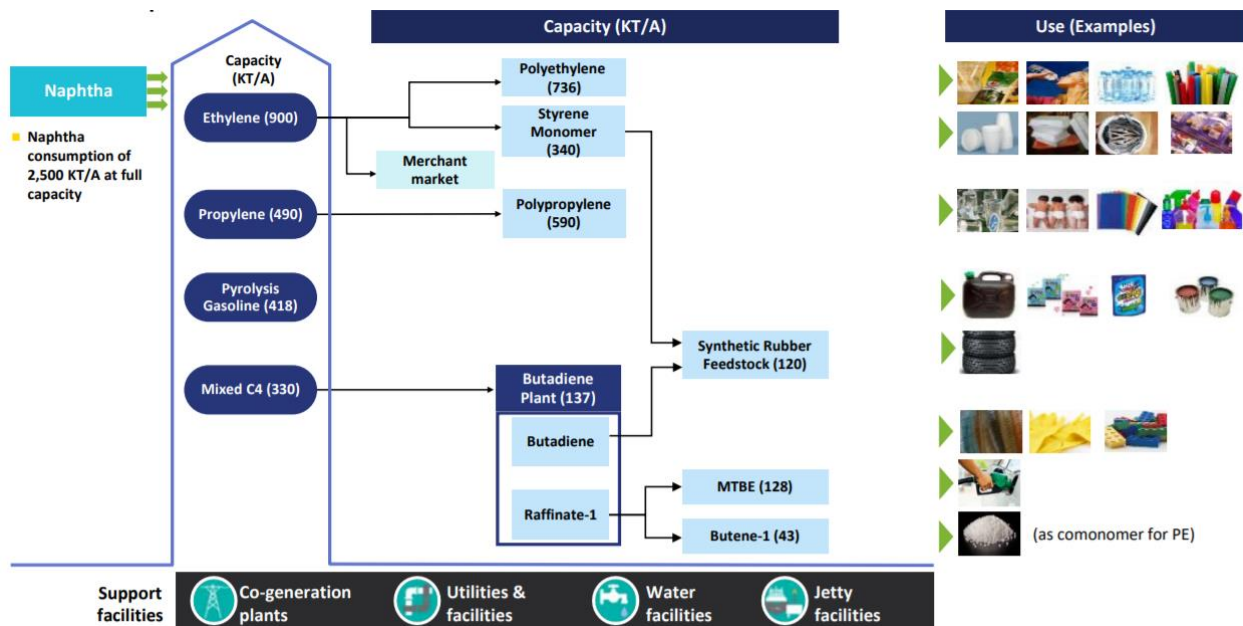 Capacity (KT/A)
Use (Examples)
Naphtha
Naphtha
consumption of
2,500 KT/A at full
capacity
Capacity
(KT/A)
Ethylene (900)
Propylene (490)
Pyrolysis
Gasoline (418)
Mixed C4 (330)
Merchant
market
Polyethylene
(736)
Styrene
Monomer
(340)
Polypropylene
(590)
Butadiene
Plant (137)
Butadiene
Raffinate-1
Synthetic Rubber
Feedstock (120)
MTBE (128)
Butene-1 (43)
(as comonomer for PE)
Support
facilities
Co-generation
plants
Utilities &
facilities
Water
facilities
Jetty
facilities